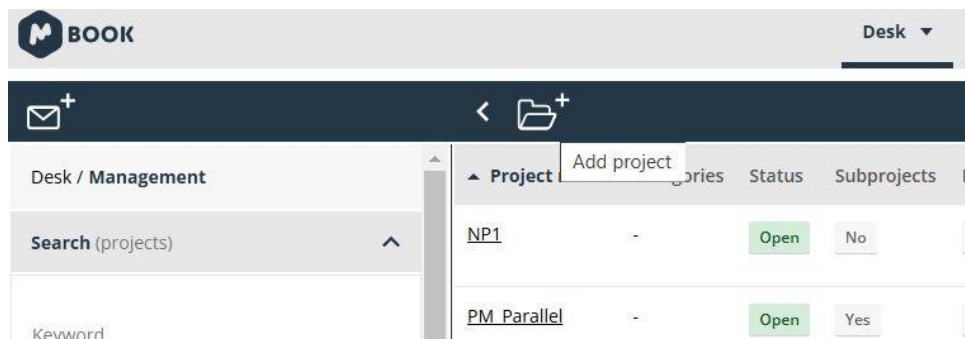 M BOOK
Desk
Add project
Desk / Management
Project
Status
Subprojects
Search (projects)
NP1
-
Open
No
Keyword
PM_Parallel
-
Open
Yes